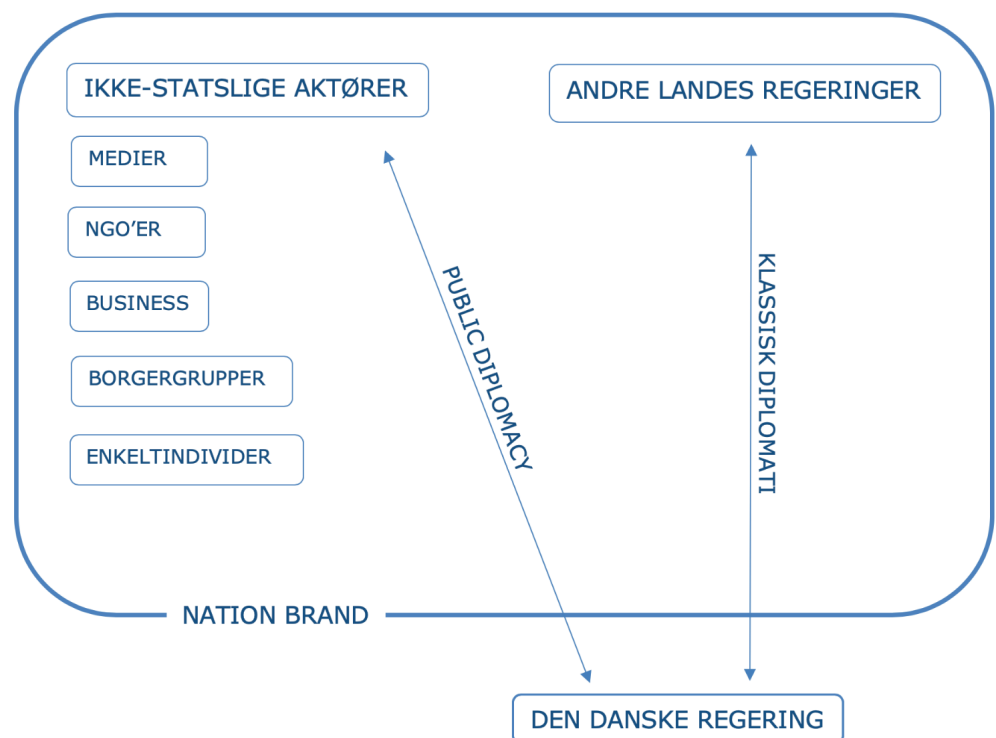 IKKE-STATSLIGE AKTØRER
ANDRE LANDES REGERINGER
MEDIER
NGO’ER
BUSINESS
BORGERGRUPPER
ENKELTINDIVIDER
PUBLIC DIPLOMACY
KLASSISK DIPLOMATI
NATION BRAND
DEN DANSKE REGERING